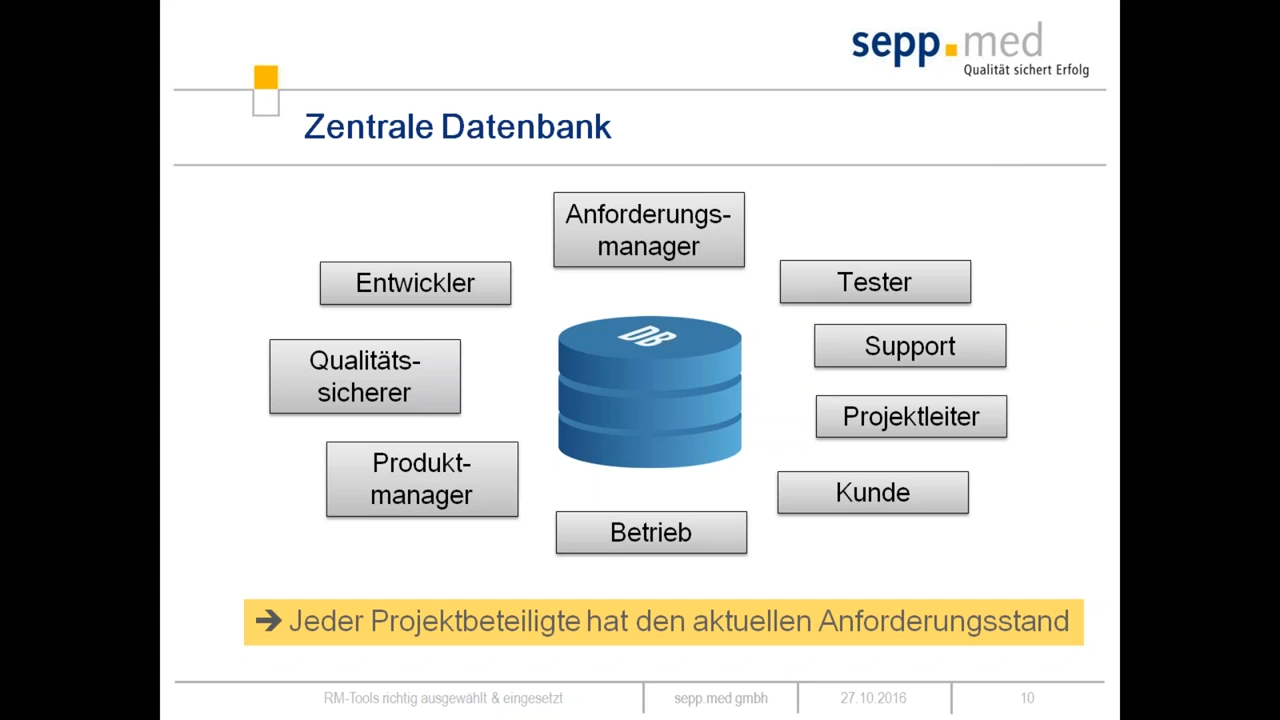 sepp.med
Qualität sichert Erfolg
Zentrale Datenbank
Anforderungs-
manager
Entwickler
Tester
Support
Qualitäts-
sicherer
Projektleiter
Produkt-
manager
Kunde
Betrieb
DB
➔ Jeder Projektbeteiligte hat den aktuellen Anforderungsstand
RM-Tools richtig ausgewählt & eingesetzt
sepp.med gmbh
27.10.2016
10